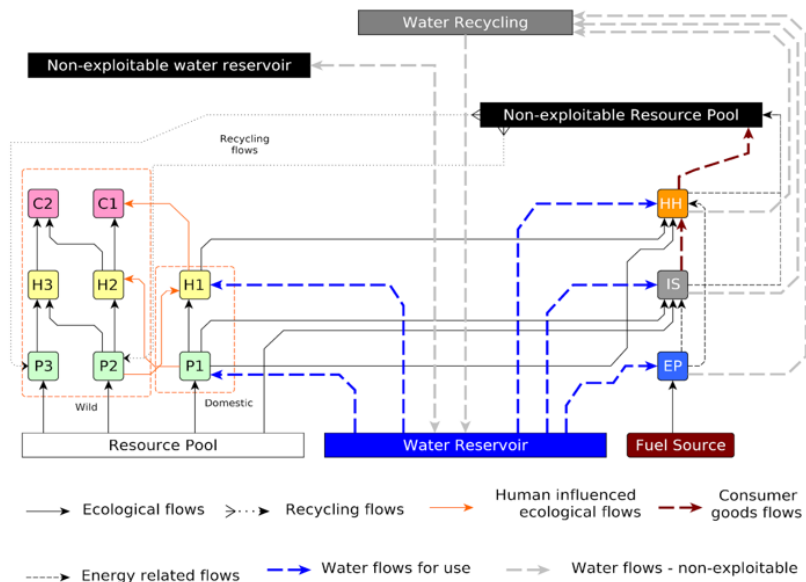 Water Recycling
Non-exploitable water reservoir
Non-exploitable Resource Pool
Recycling
flows
C2
C1
HH
H3
H2
H1
IS
P3
P2
P1
EP
Wild
Domestic
Resource Pool
Water Reservoir
Fuel Source
Ecological flows
Recycling flows
Human influenced
ecological flows
Consumer
goods flows
Energy related flows
Water flows for use
Water flows - non-exploitable